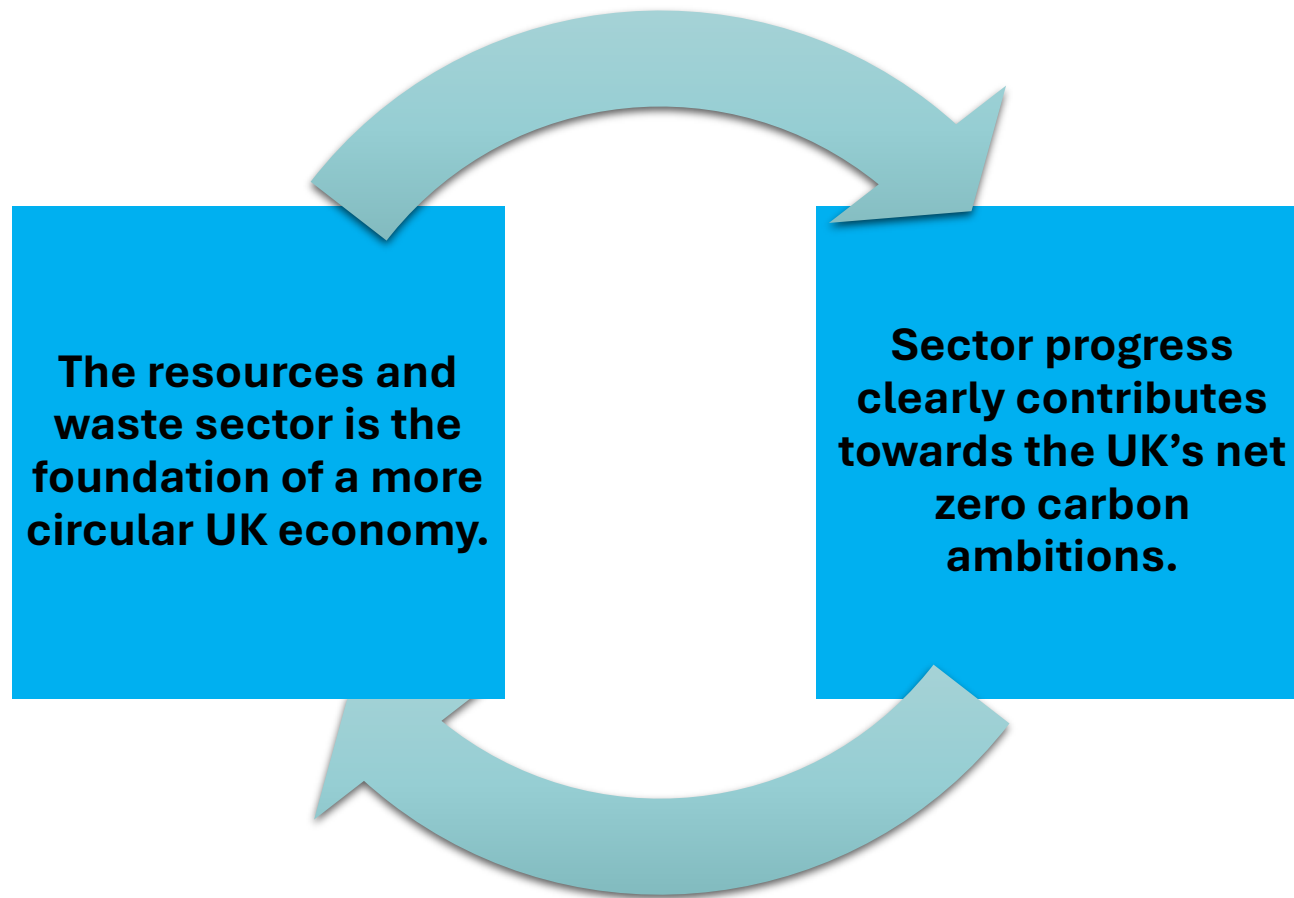 The resources and
waste sector is the
foundation of a more
circular UK economy.
Sector progress
clearly contributes
towards the UK’s net
zero carbon
ambitions.